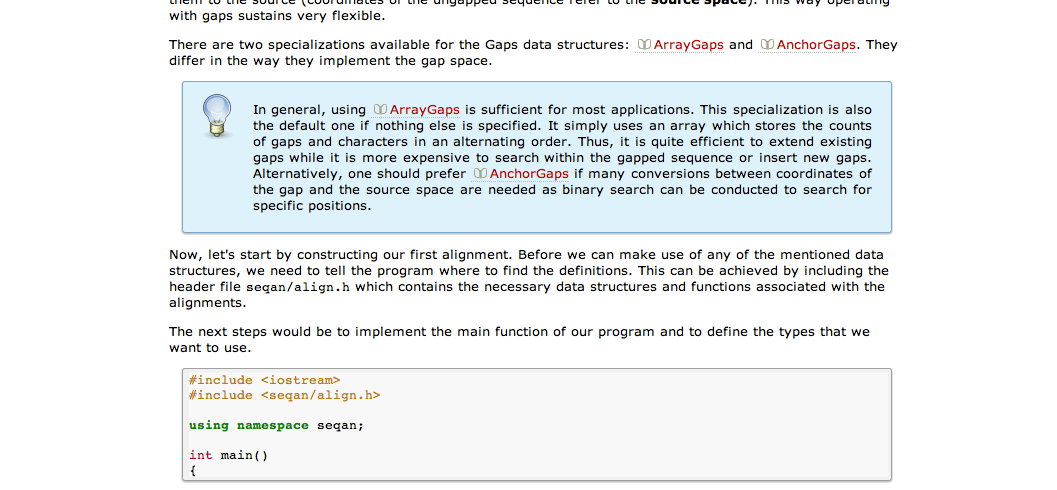 them to the source (coordinates of the ungapped sequence refer to the source space). This way operating
with gaps sustains very flexible.
There are two specializations available for the Gaps data structures: ArrayGaps and AnchorGaps. They
differ in the way they implement the gap space.
In general, using ArrayGaps is sufficient for most applications. This specialization is also
the default one if nothing else is specified. It simply uses an array which stores the counts
of gaps and characters in an alternating order. Thus, it is quite efficient to extend existing
gaps while it is more expensive to search within the gapped sequence or insert new gaps.
Alternatively, one should prefer AnchorGaps if many conversions between coordinates of
the gap and the source space are needed as binary search can be conducted to search for
specific positions.
Now, let's start by constructing our first alignment. Before we can make use of any of the mentioned data
structures, we need to tell the program where to find the definitions. This can be achieved by including the
header file seqan/align.h which contains the necessary data structures and functions associated with the
alignments.
The next steps would be to implement the main function of our program and to define the types that we
want to use.
#include <iostream>
#include <seqan/align.h>
using namespace seqan;
int main()
{